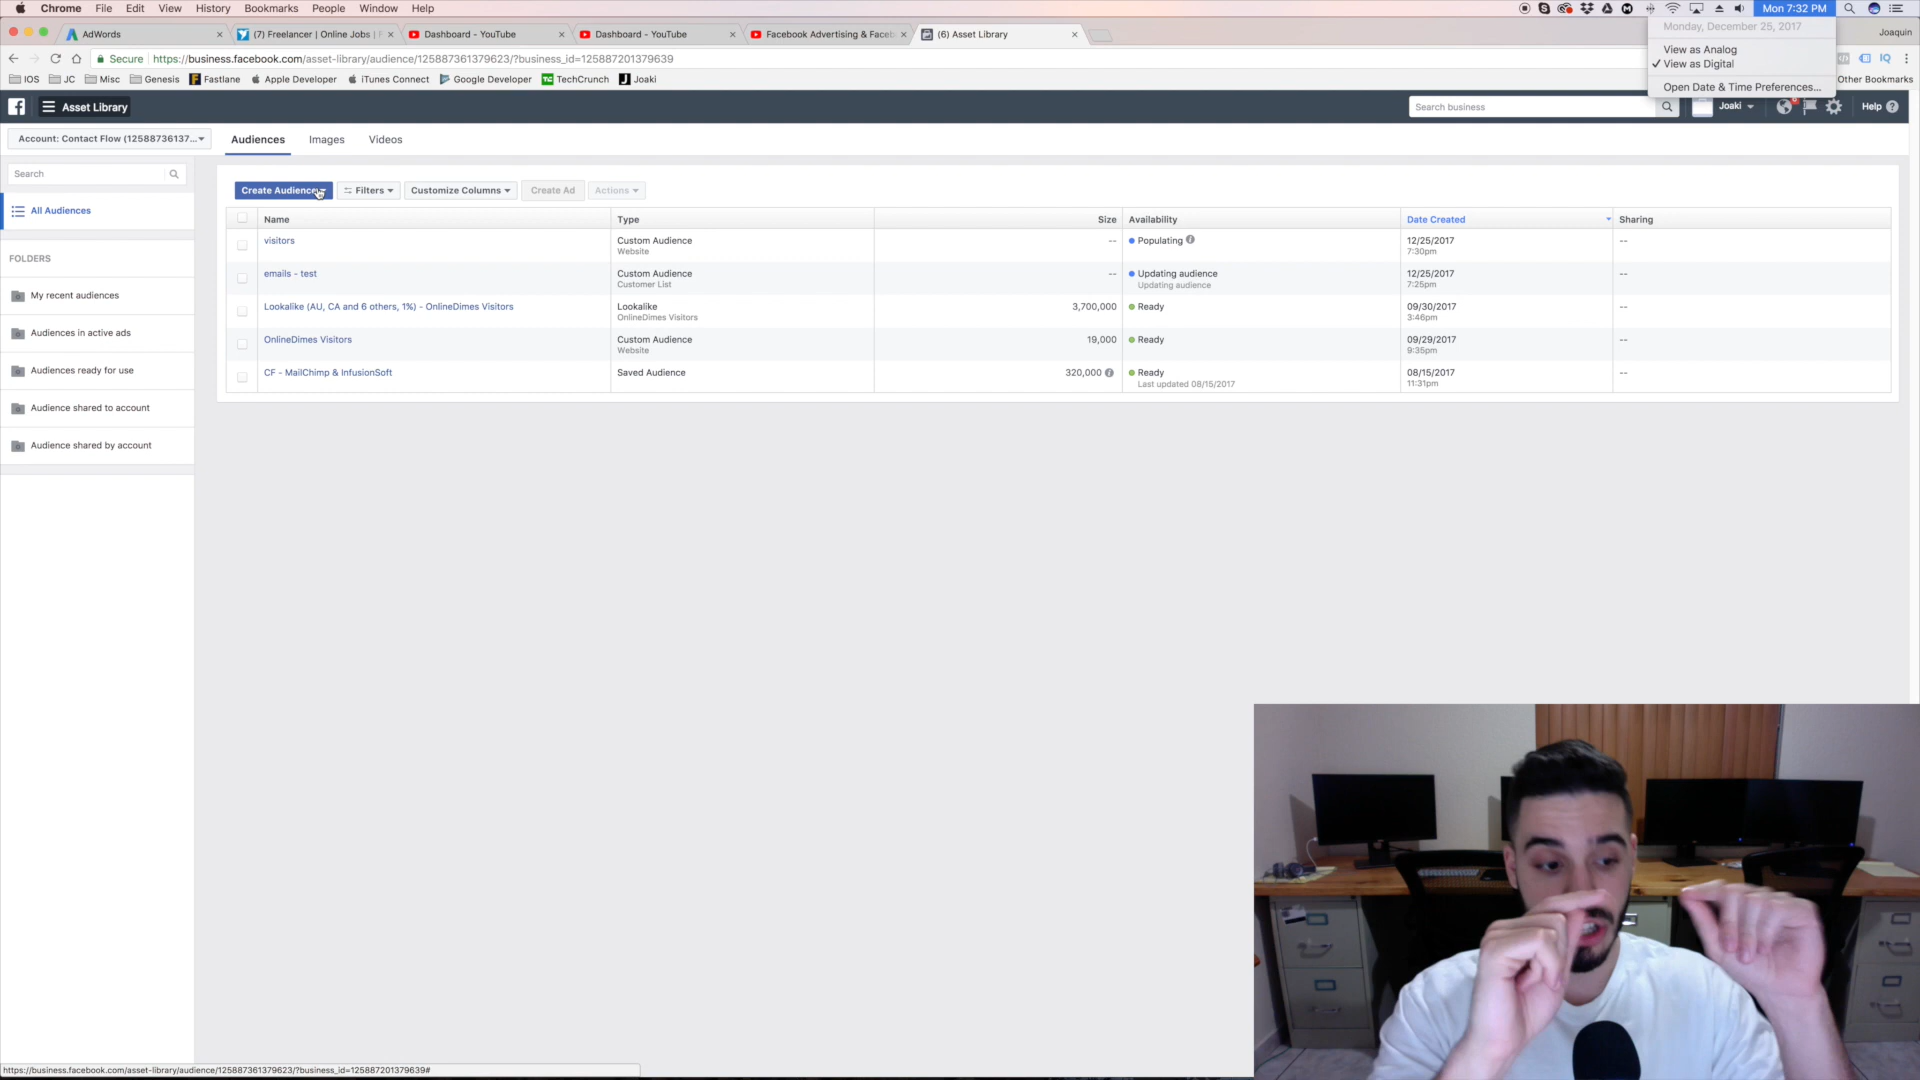 Chrome File Edit View History Bookmarks People Window Help Mon 7:32 PM
Monday, December 25, 2017
View as Analog
✓ View as Digital
Open Date & Time Preferences...
AdWords
(7) Freelancer | Online Jobs |
Dashboard - YouTube
Dashboard - YouTube
Facebook Advertising & Faceb
(6) Asset Library
Joaquin
Secure https://business.facebook.com/asset-library/audience/125887361379623/?business_id=125887201379639
IOS JC Misc Genesis Fastlane Apple Developer iTunes Connect Google Developer TechCrunch Joaki Other Bookmarks
Asset Library Search business Joaki Help
Account: Contact Flow (12588736137... Audiences Images Videos
Search
All Audiences
FOLDERS
My recent audiences
Audiences in active ads
Audiences ready for use
Audience shared to account
Audience shared by account
Create Audience Filters Customize Columns Create Ad Actions
Name Type Size Availability Date Created Sharing
visitors Custom Audience -- Populating 12/25/2017 --
Website 7:30pm
emails - test Custom Audience -- Updating audience 12/25/2017 --
Customer List Updating audience 7:25pm
Lookalike (AU, CA and 6 others, 1%) - OnlineDimes Visitors Lookalike 3,700,000 Ready 09/30/2017 --
OnlineDimes Visitors 3:46pm
OnlineDimes Visitors Custom Audience 19,000 Ready 09/29/2017 --
Website 9:35pm
CF - MailChimp & InfusionSoft Saved Audience 320,000 Ready 08/15/2017 --
Last updated 08/15/2017 11:31pm
https://business.facebook.com/asset-library/audience/125887361379623/?business_id=125887201379639#